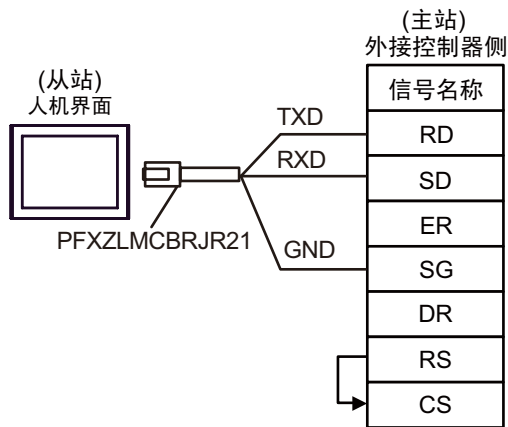 (主站)
外接控制器侧
(从站)
人机界面
信号名称
TXD
RD
RXD
SD
ER
PFXZLMCBRJR21
GND
SG
DR
RS
CS